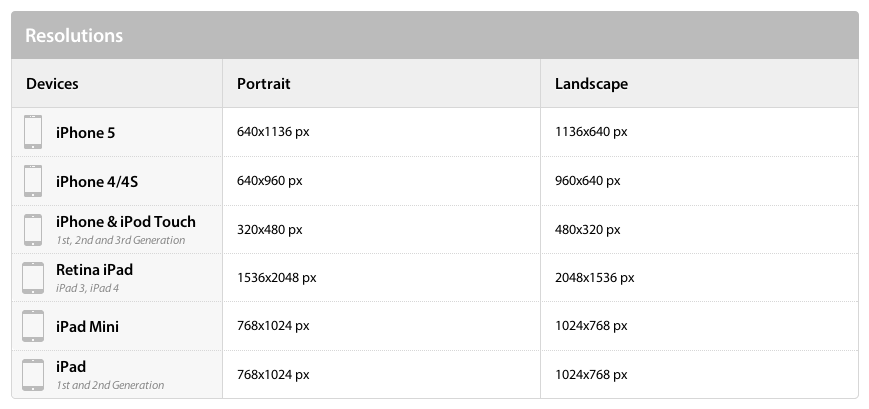 Resolutions
Devices Portrait Landscape
iPhone 5 640x1136 px 1136x640 px
iPhone 4/4S 640x960 px 960x640 px
iPhone & iPod Touch
1st, 2nd and 3rd Generation
320x480 px 480x320 px
Retina iPad
iPad 3, iPad 4
1536x2048 px 2048x1536 px
iPad Mini 768x1024 px 1024x768 px
iPad
1st and 2nd Generation
768x1024 px 1024x768 px